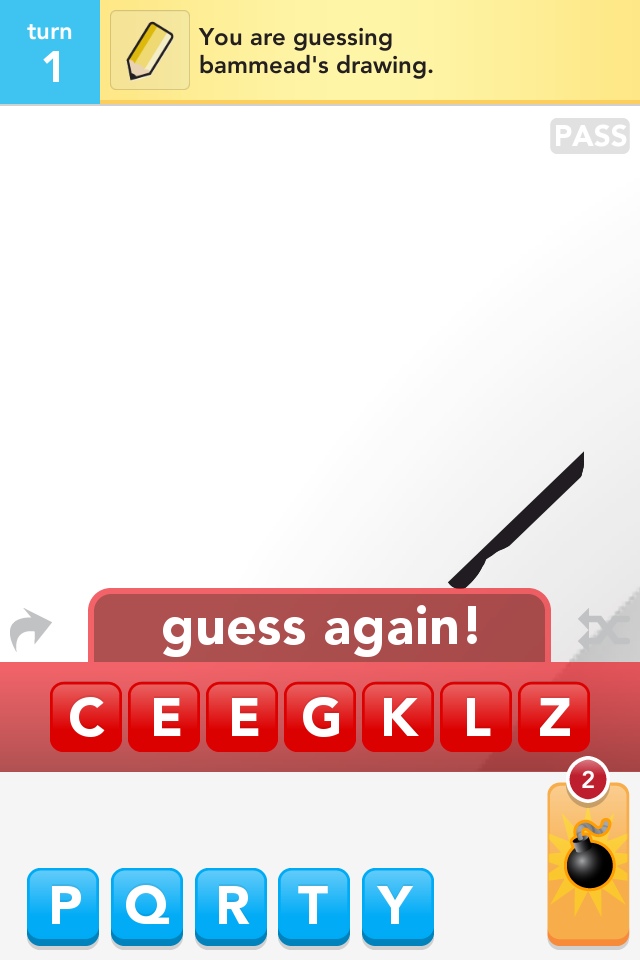 turn
1
You are guessing
bammead's drawing.
PASS
guess again!
C E E G K L Z
2
P Q R T Y